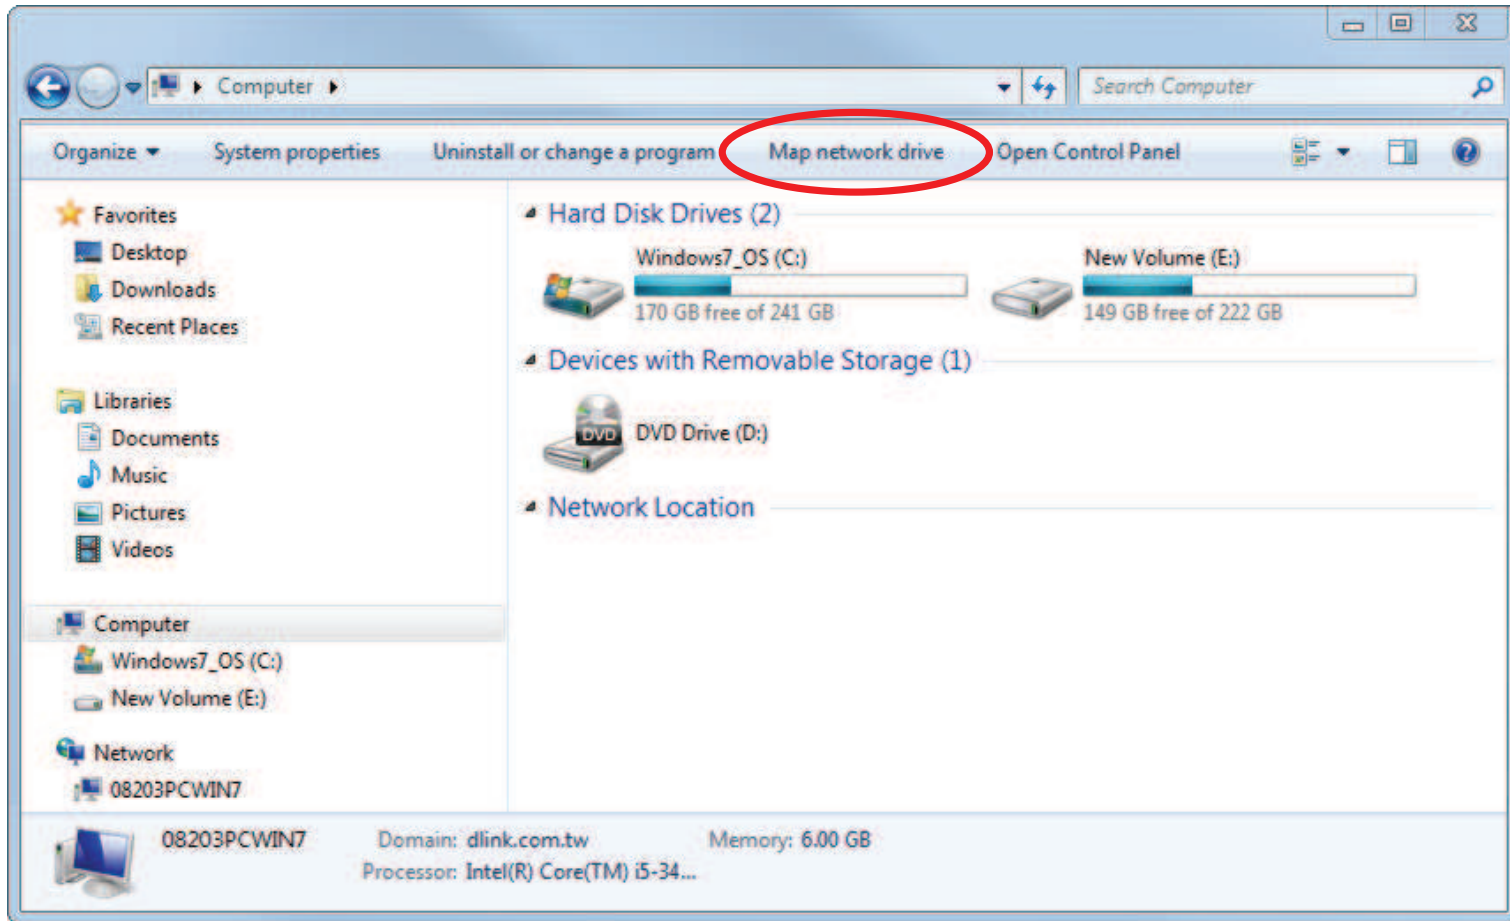 Computer
Search Computer
Organize
System properties
Uninstall or change a program
Map network drive
Open Control Panel
Favorites
Desktop
Downloads
Recent Places
Libraries
Documents
Music
Pictures
Videos
Computer
Windows7_OS (C:)
New Volume (E:)
Network
08203PCWIN7
Hard Disk Drives (2)
Windows7_OS (C:)
170 GB free of 241 GB
New Volume (E:)
149 GB free of 222 GB
Devices with Removable Storage (1)
DVD
DVD Drive (D:)
Network Location
08203PCWIN7
Domain: dlink.com.tw
Memory: 6.00 GB
Processor: Intel(R) Core(TM) i5-34...